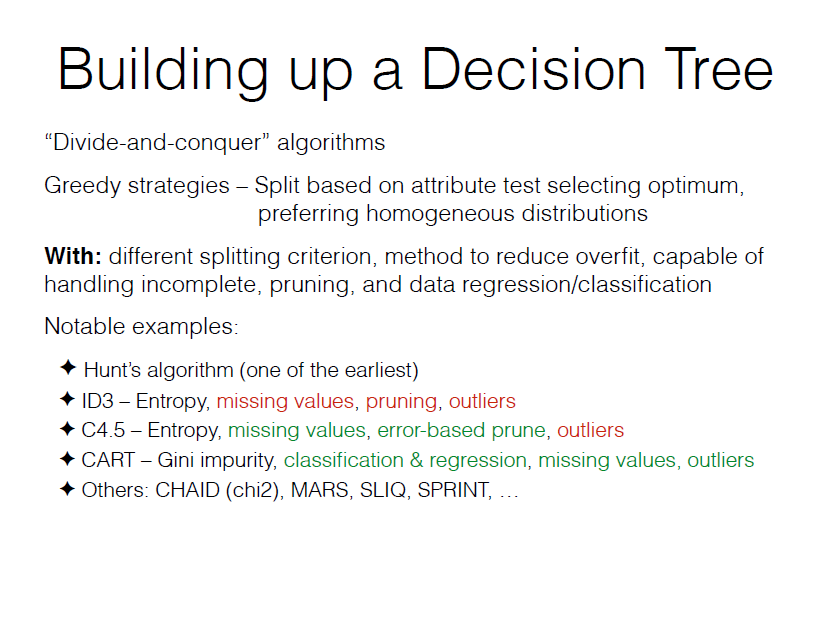 Building up a Decision Tree
“Divide-and-conquer” algorithms
Greedy strategies – Split based on attribute test selecting optimum,
preferring homogeneous distributions
With: different splitting criterion, method to reduce overfit, capable of
handling incomplete, pruning, and data regression/classification
Notable examples:
✦ Hunt’s algorithm (one of the earliest)
✦ ID3 – Entropy, missing values, pruning, outliers
✦ C4.5 – Entropy, missing values, error-based prune, outliers
✦ CART – Gini impurity, classification & regression, missing values, outliers
✦ Others: CHAID (chi2), MARS, SLIQ, SPRINT, …